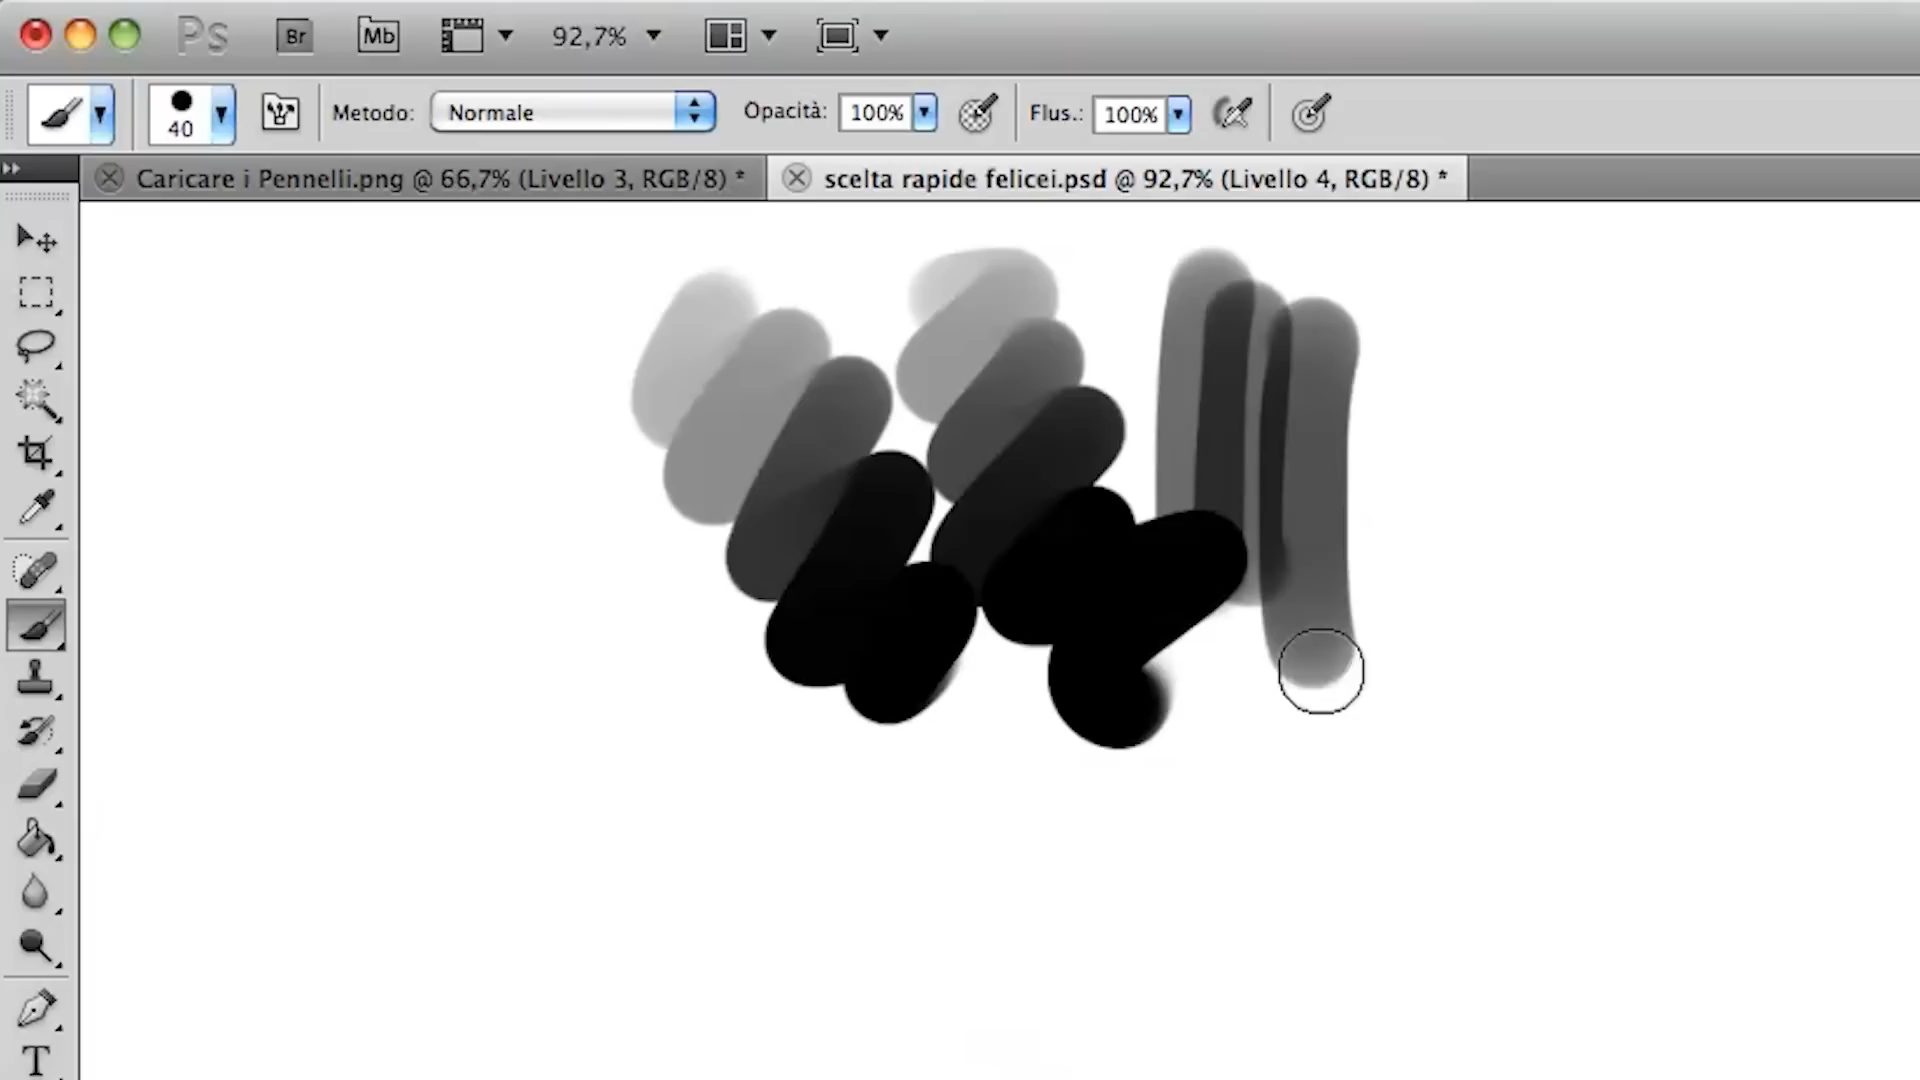 Ps Br Mb 92,7%
40 Metodo: Normale Opacità: 100% Flus.: 100%
Caricare i Pennelli.png @ 66,7% (Livello 3, RGB/8) * scelta rapide felicei.psd @ 92,7% (Livello 4, RGB/8) *
T